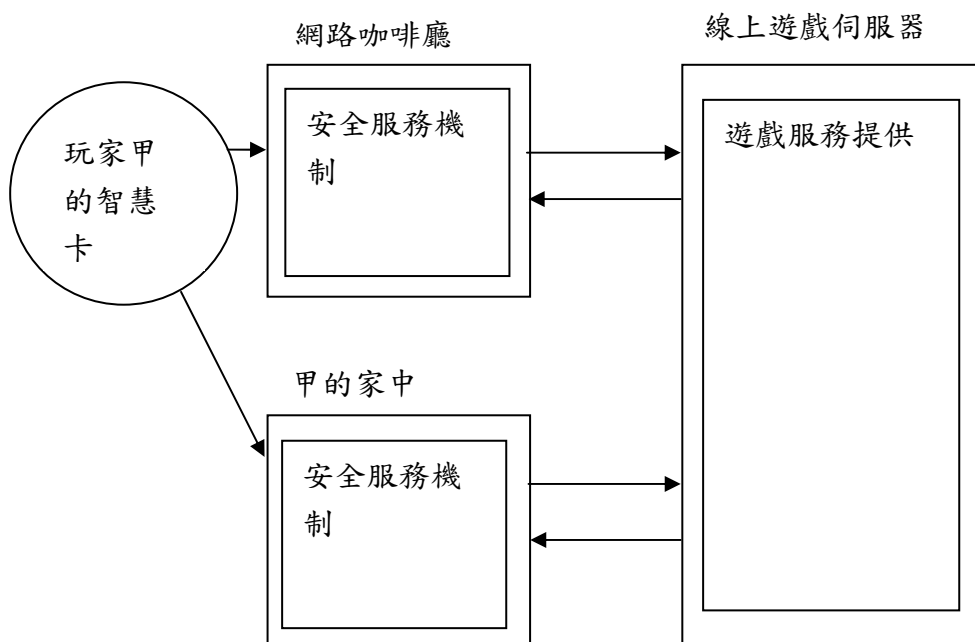 網路咖啡廳
線上遊戲伺服器
安全服務機
制
遊戲服務提供
玩家甲
的智慧
卡
甲的家中
安全服務機
制